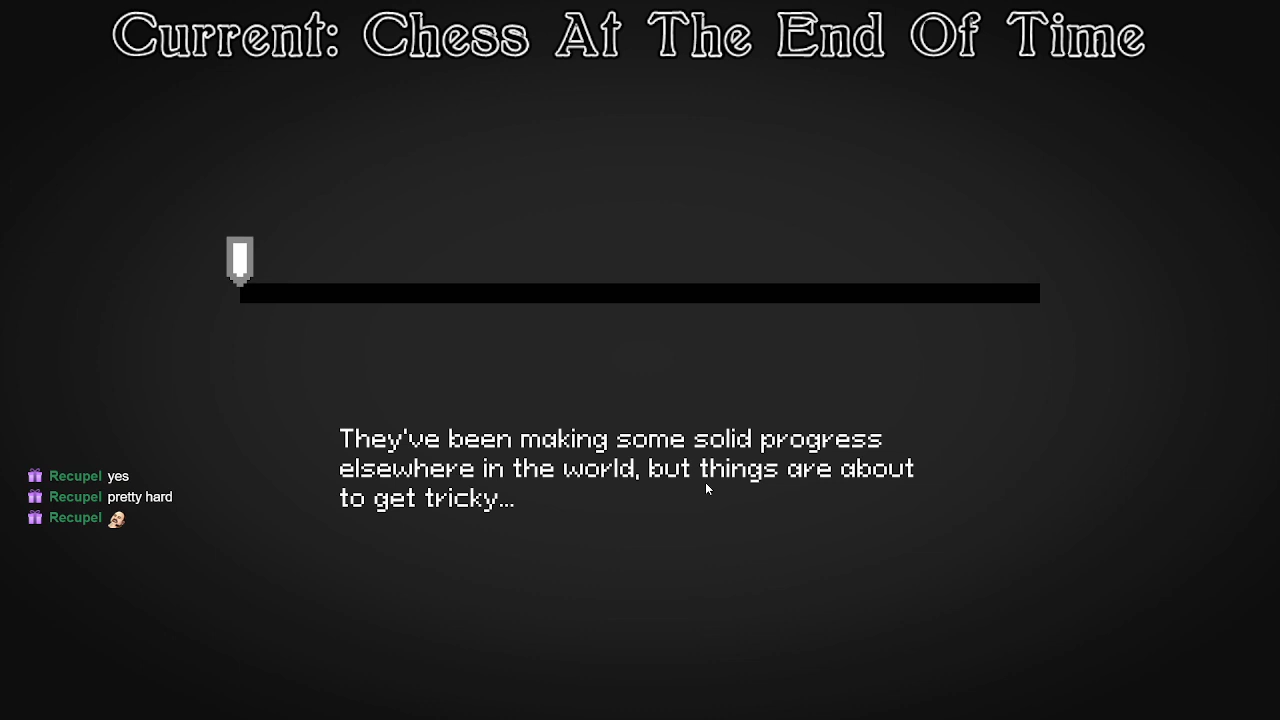 Current: Chess At The End Of Time
They've been making some solid progress
elsewhere in the world, but things are about
to get tricky...
Recupel yes
Recupel pretty hard
Recupel